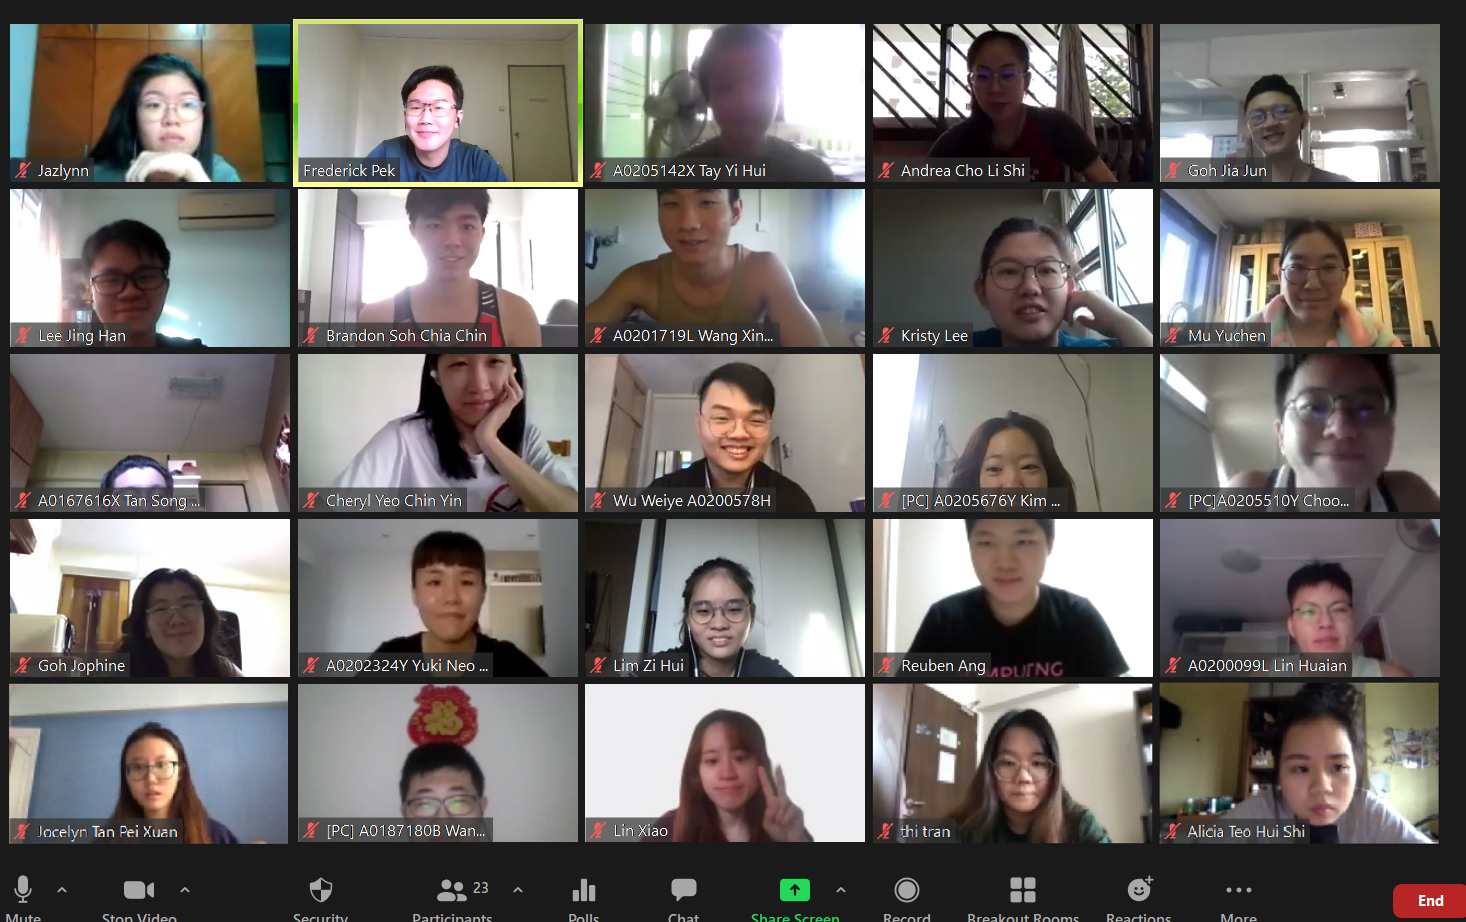 Jazlynn
Frederick Pek
A0205142X Tay Yi Hui
Andrea Cho Li Shi
Goh Jia Jun
Lee Jing Han
Brandon Soh Chia Chin
A0201719L Wang Xin...
Kristy Lee
Mu Yuchen
A0167616X Tan Song ...
Cheryl Yeo Chin Yin
Wu Weiye A0200578H
[PC] A0205676Y Kim ...
[PC]A0205510Y Choo...
Goh Jophine
A0202324Y Yuki Neo ...
Lim Zi Hui
Reuben Ang
A0200099L Lin Huaian
Jocelyn Tan Pei Xuan
福
[PC] A0187180B Wan...
Lin Xiao
thi tran
Alicia Teo Hui Shi
Mute
Stop Video
Security
23
Participants
Polls
Chat
Share Screen
Record
Breakout Rooms
Reactions
More
End